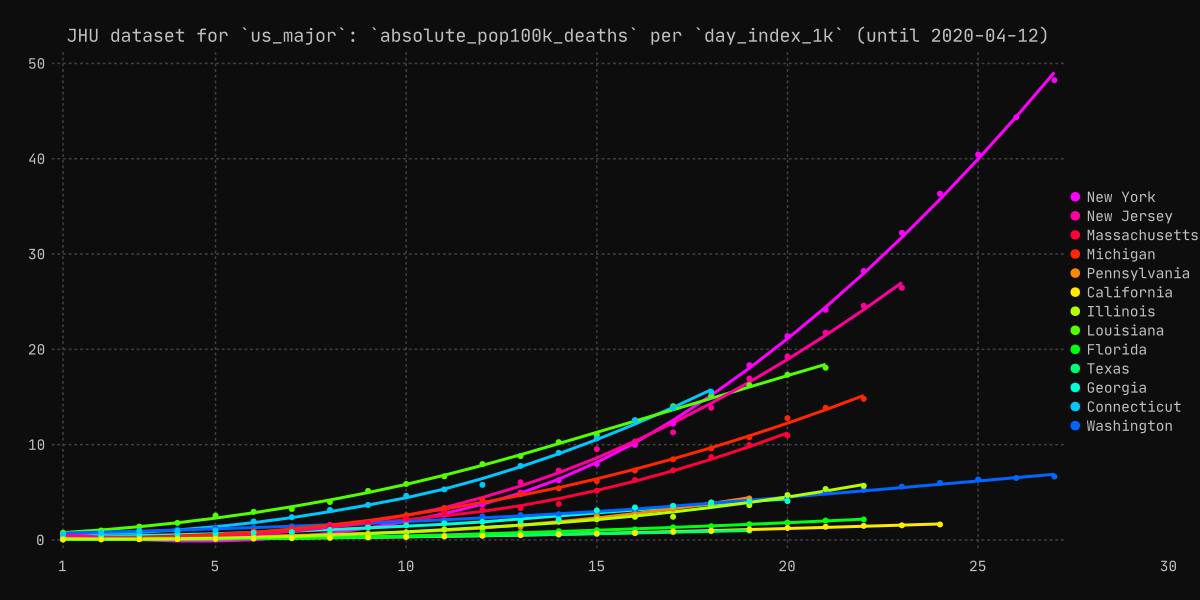 JHU dataset for `us_major`: `absolute_pop100k_deaths` per `day_index_1k` (until 2020-04-12)
50
40
30
20
10
0
1
5
10
15
20
25
30
New York
New Jersey
Massachusetts
Michigan
Pennsylvania
California
Illinois
Louisiana
Florida
Texas
Georgia
Connecticut
Washington